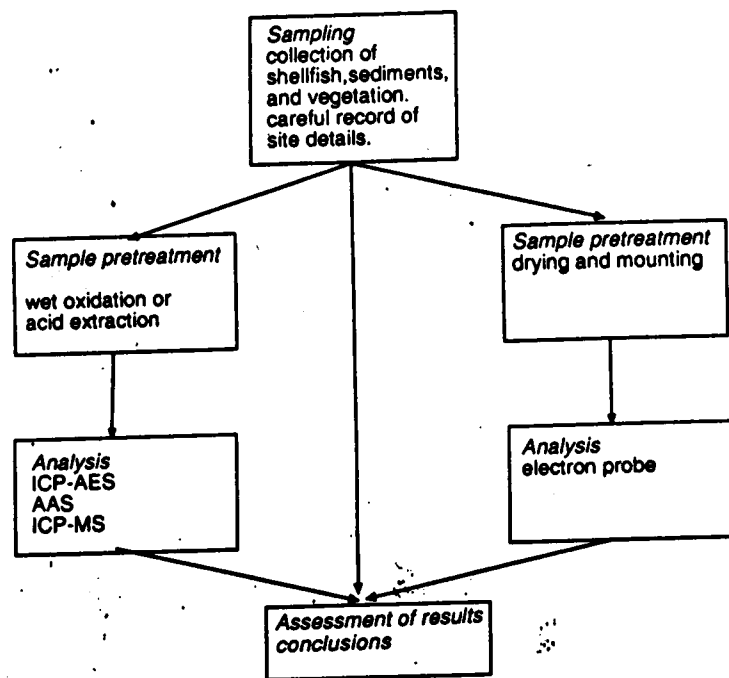 Sampling
collection of
shellfish,sediments,
and vegetation.
careful record of
site details.
Sample pretreatment
wet oxidation or
acid extraction
Sample pretreatment
drying and mounting
Analysis
ICP-AES
AAS
ICP-MS
Analysis
electron probe
Assessment of results
conclusions